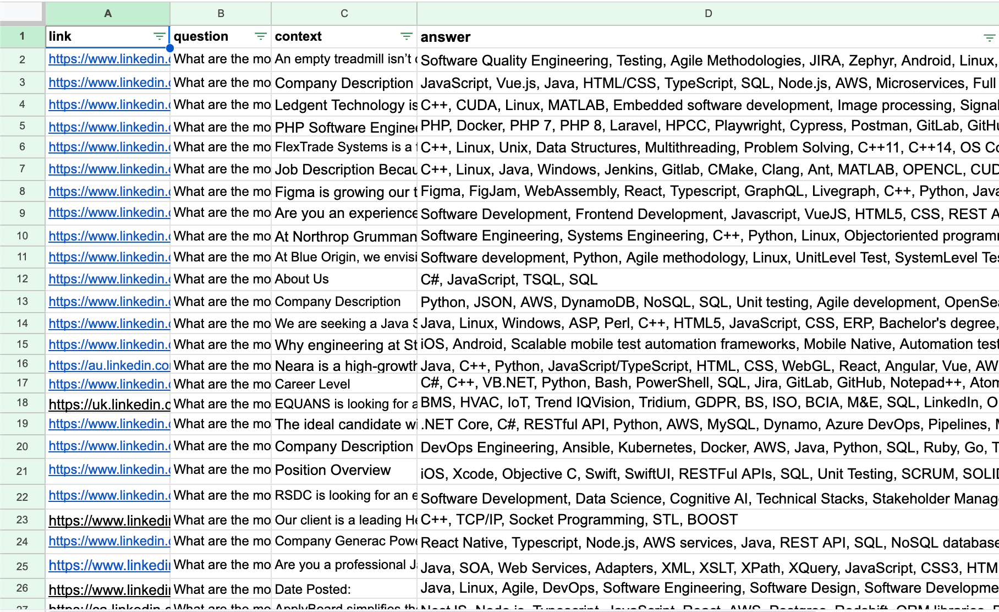 A B C D
1 link question context answer
2 https://www.linkedin. What are the mo An empty treadmill isn’t Software Quality Engineering, Testing, Agile Methodologies, JIRA, Zephyr, Android, Linux,
3 https://www.linkedin. What are the mo Company Description JavaScript, Vue.js, Java, HTML/CSS, TypeScript, SQL, Node.js, AWS, Microservices, Full
4 https://www.linkedin. What are the mo Ledgent Technology is C++, CUDA, Linux, MATLAB, Embedded software development, Image processing, Signal
5 https://www.linkedin. What are the mo PHP Software Engine PHP, Docker, PHP 7, PHP 8, Laravel, HPCC, Playwright, Cypress, Postman, GitLab, GitHu
6 https://www.linkedin. What are the mo FlexTrade Systems is a C++, Linux, Unix, Data Structures, Multithreading, Problem Solving, C++11, C++14, OS Co
7 https://www.linkedin. What are the mo Job Description Becau C++, Linux, Java, Windows, Jenkins, Gitlab, CMake, Clang, Ant, MATLAB, OPENCL, CUD
8 https://www.linkedin. What are the mo Figma is growing our t Figma, FigJam, WebAssembly, React, Typescript, GraphQL, Livegraph, C++, Python, Java
9 https://www.linkedin. What are the mo Are you an experience Software Development, Frontend Development, Javascript, VueJS, HTML5, CSS, REST A
10 https://www.linkedin. What are the mo At Northrop Grumman Software Engineering, Systems Engineering, C++, Python, Linux, Objectoriented program
11 https://www.linkedin. What are the mo At Blue Origin, we envisi Software development, Python, Agile methodology, Linux, UnitLevel Test, SystemLevel Tes
12 https://www.linkedin. What are the mo About Us C#, JavaScript, TSQL, SQL
13 https://www.linkedin. What are the mo Company Description Python, JSON, AWS, DynamoDB, NoSQL, SQL, Unit testing, Agile development, OpenSea
14 https://www.linkedin. What are the mo We are seeking a Java S Java, Linux, Windows, ASP, Perl, C++, HTML5, JavaScript, CSS, ERP, Bachelor's degree,
15 https://www.linkedin. What are the mo Why engineering at St iOS, Android, Scalable mobile test automation frameworks, Mobile Native, Automation test
16 https://au.linkedin.co What are the mo Neara is a high-growth Java, C++, Python, JavaScript/TypeScript, HTML, CSS, WebGL, React, Angular, Vue, AW
17 https://www.linkedin. What are the mo Career Level C#, C++, VB.NET, Python, Bash, PowerShell, SQL, Jira, GitLab, GitHub, Notepad++, Atom
18 https://uk.linkedin.c What are the mo EQUANS is looking for a BMS, HVAC, IoT, Trend IQVision, Tridium, GDPR, BS, ISO, BCIA, M&E, SQL, LinkedIn, O
19 https://www.linkedin. What are the mo The ideal candidate wi .NET Core, C#, RESTful API, Python, AWS, MySQL, Dynamo, Azure DevOps, Pipelines,
20 https://www.linkedin. What are the mo Company Description DevOps Engineering, Ansible, Kubernetes, Docker, AWS, Java, Python, SQL, Ruby, Go, T
21 https://www.linkedin. What are the mo Position Overview iOS, Xcode, Objective C, Swift, SwiftUI, RESTFul APIs, SQL, Unit Testing, SCRUM, SOLID
22 https://www.linkedin. What are the mo RSDC is looking for an e Software Development, Data Science, Cognitive AI, Technical Stacks, Stakeholder Manag
23 https://www.linkedi What are the mo Our client is a leading He C++, TCP/IP, Socket Programming, STL, BOOST
24 https://www.linkedin. What are the mo Company Generac Powe React Native, Typescript, Node.js, AWS services, Java, REST API, SQL, NoSQL database
25 https://www.linkedi What are the mo Are you a professional J Java, SOA, Web Services, Adapters, XML, XSLT, XPath, XQuery, JavaScript, CSS3, HTM
26 https://www.linkedi What are the mo Date Posted: Java, Linux, Agile, DevOps, Software Engineering, Software Design, Software Developme
27 https://ca.linkedin. What are the mo ApplyBoard simplifies the NestJS, Node.js, Typescript, JavaScript, React, AWS, Postgres, Redshift, ORM libraries,